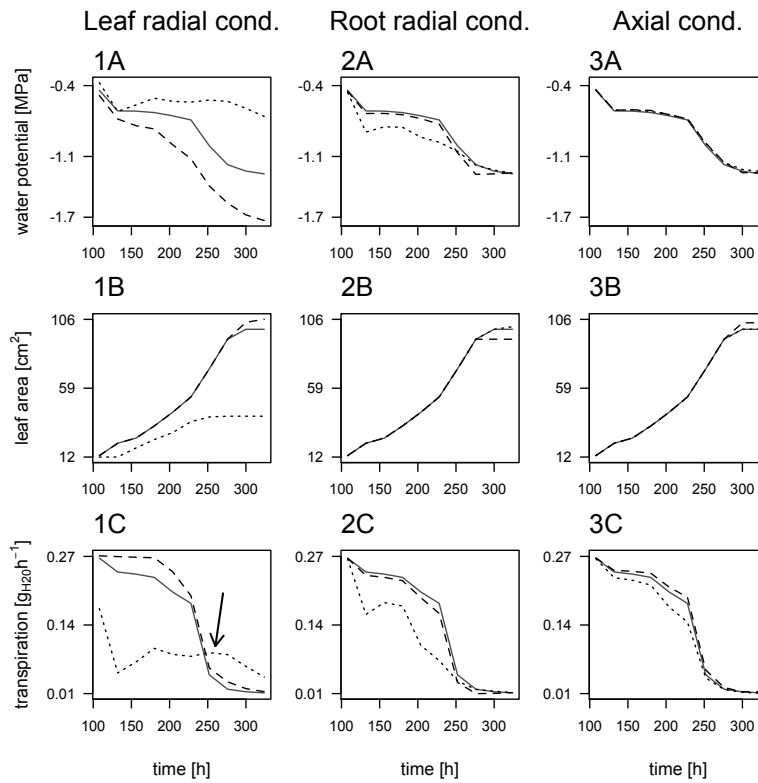 Leaf radial cond. Root radial cond. Axial cond.
1A 2A 3A
water potential [MPa]
-0.4 -0.4 -0.4
-1.1 -1.1 -1.1
-1.7 -1.7 -1.7
100 150 200 250 300 100 150 200 250 300 100 150 200 250 300
1B 2B 3B
leaf area [cm²]
106 106 106
59 59 59
12 12 12
100 150 200 250 300 100 150 200 250 300 100 150 200 250 300
1C 2C 3C
transpiration [g_H20 h⁻¹]
0.27 0.27 0.27
0.14 0.14 0.14
0.01 0.01 0.01
100 150 200 250 300 100 150 200 250 300 100 150 200 250 300
time [h] time [h] time [h]